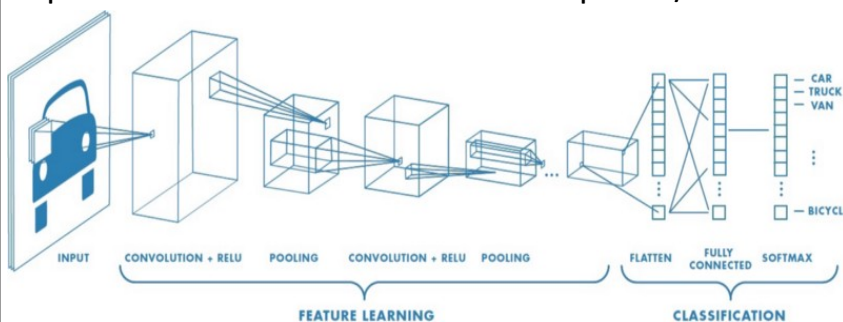 CAR
TRUCK
VAN
BICYCL
INPUT CONVOLUTION + RELU POOLING CONVOLUTION + RELU POOLING FLATTEN FULLY CONNECTED SOFTMAX
FEATURE LEARNING CLASSIFICATION